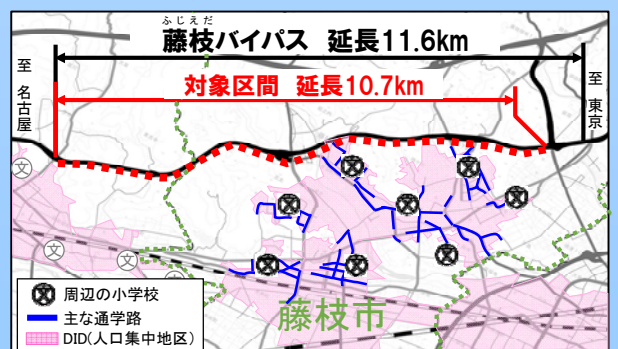 ふじえだ
藤枝バイパス 延長11.6km
至 名古屋
対象区間 延長10.7km
至 東京
文
文
文
藤枝市
周辺の小学校
主な通学路
DID(人口集中地区)